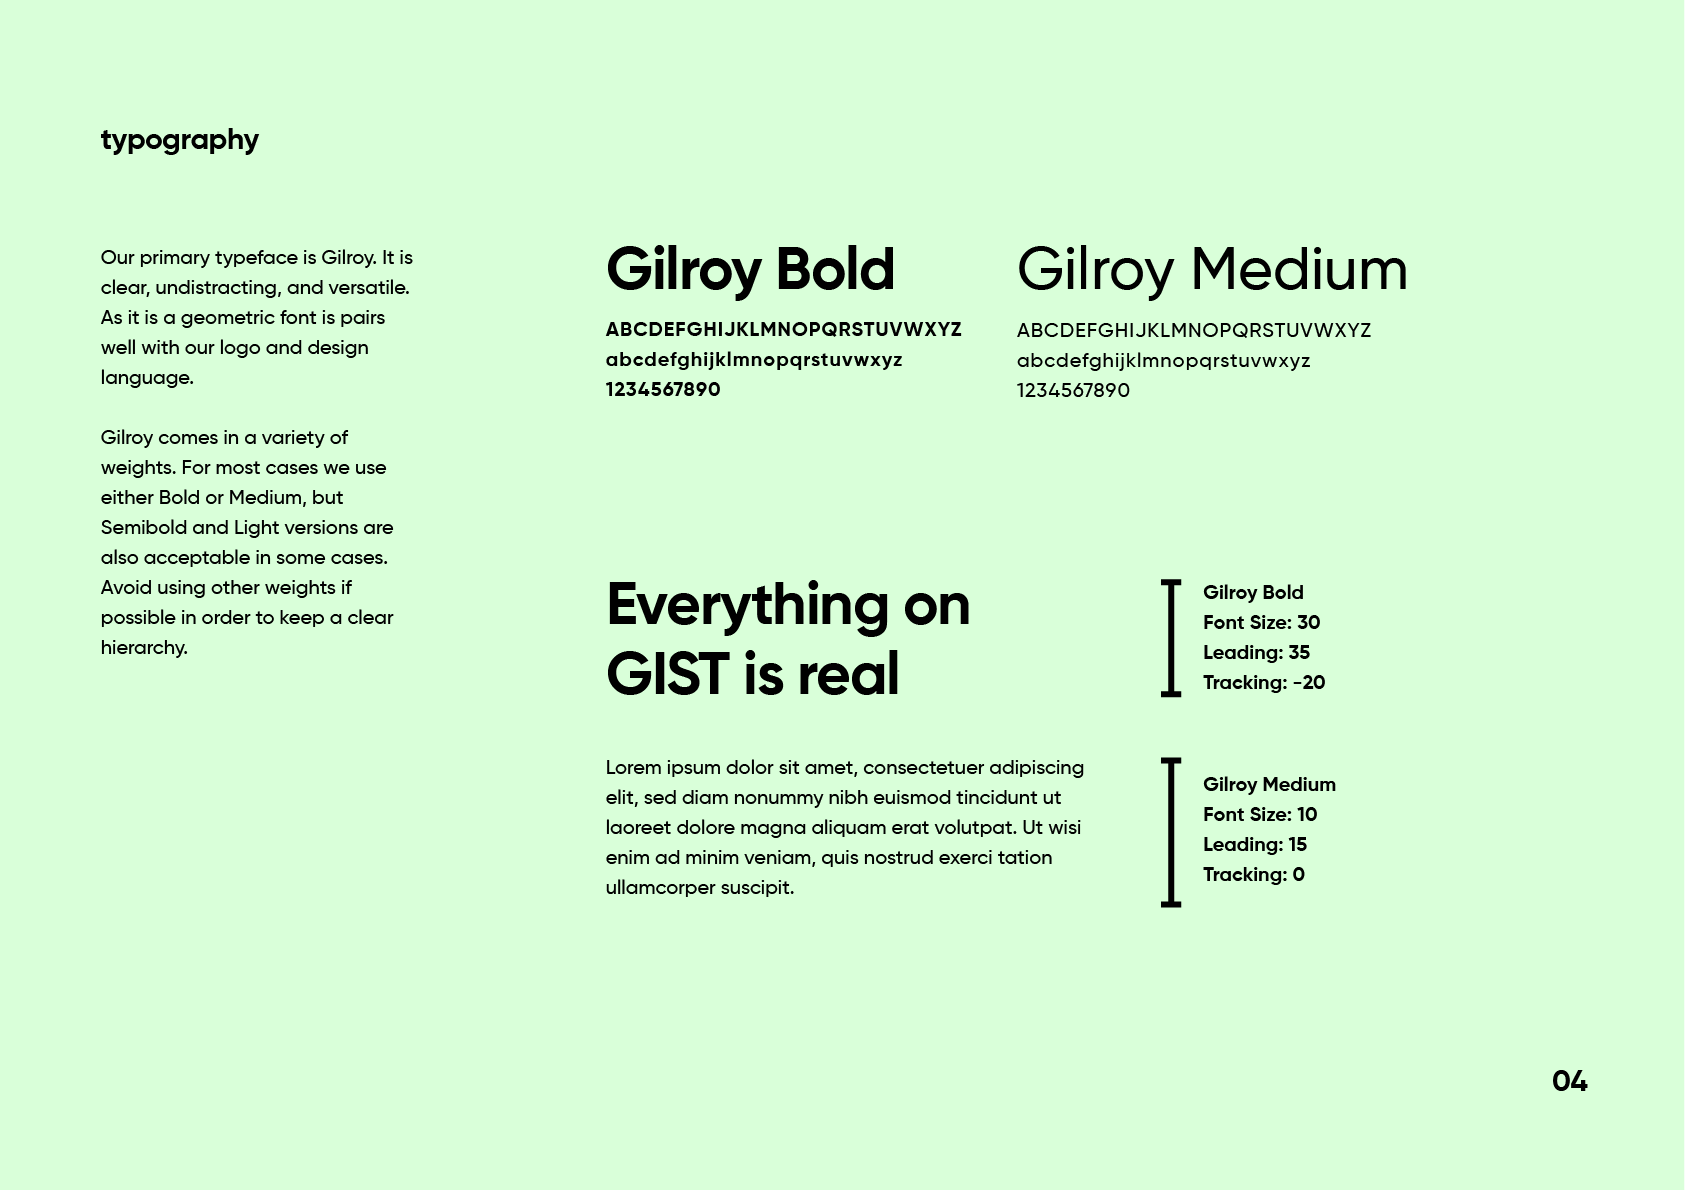 typography
Our primary typeface is Gilroy. It is
clear, undistracting, and versatile.
As it is a geometric font is pairs
well with our logo and design
language.
Gilroy comes in a variety of
weights. For most cases we use
either Bold or Medium, but
Semibold and Light versions are
also acceptable in some cases.
Avoid using other weights if
possible in order to keep a clear
hierarchy.
Gilroy Bold
ABCDEFGHIJKLMNOPQRSTUVWXYZ
abcdefghijklmnopqrstuvwxyz
1234567890
Gilroy Medium
ABCDEFGHIJKLMNOPQRSTUVWXYZ
abcdefghijklmnopqrstuvwxyz
1234567890
Everything on
GIST is real
Gilroy Bold
Font Size: 30
Leading: 35
Tracking: -20
Lorem ipsum dolor sit amet, consectetuer adipiscing
elit, sed diam nonummy nibh euismod tincidunt ut
laoreet dolore magna aliquam erat volutpat. Ut wisi
enim ad minim veniam, quis nostrud exerci tation
ullamcorper suscipit.
Gilroy Medium
Font Size: 10
Leading: 15
Tracking: 0
04